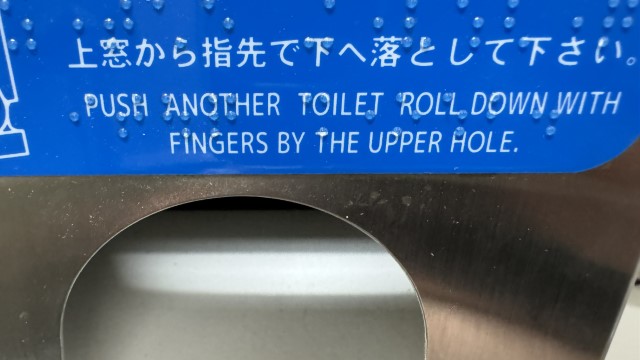 上窓から指先で下へ落として下さい。
PUSH ANOTHER TOILET ROLL DOWN WITH
FINGERS BY THE UPPER HOLE.